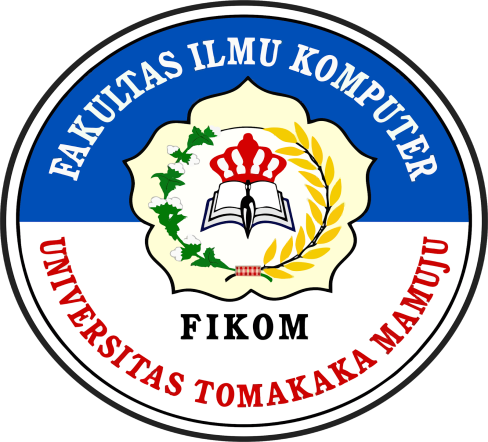 FAKULTAS ILMU KOMPUTER
FIKOM
UNIVERSITAS TOMAKAKA MAMUJU